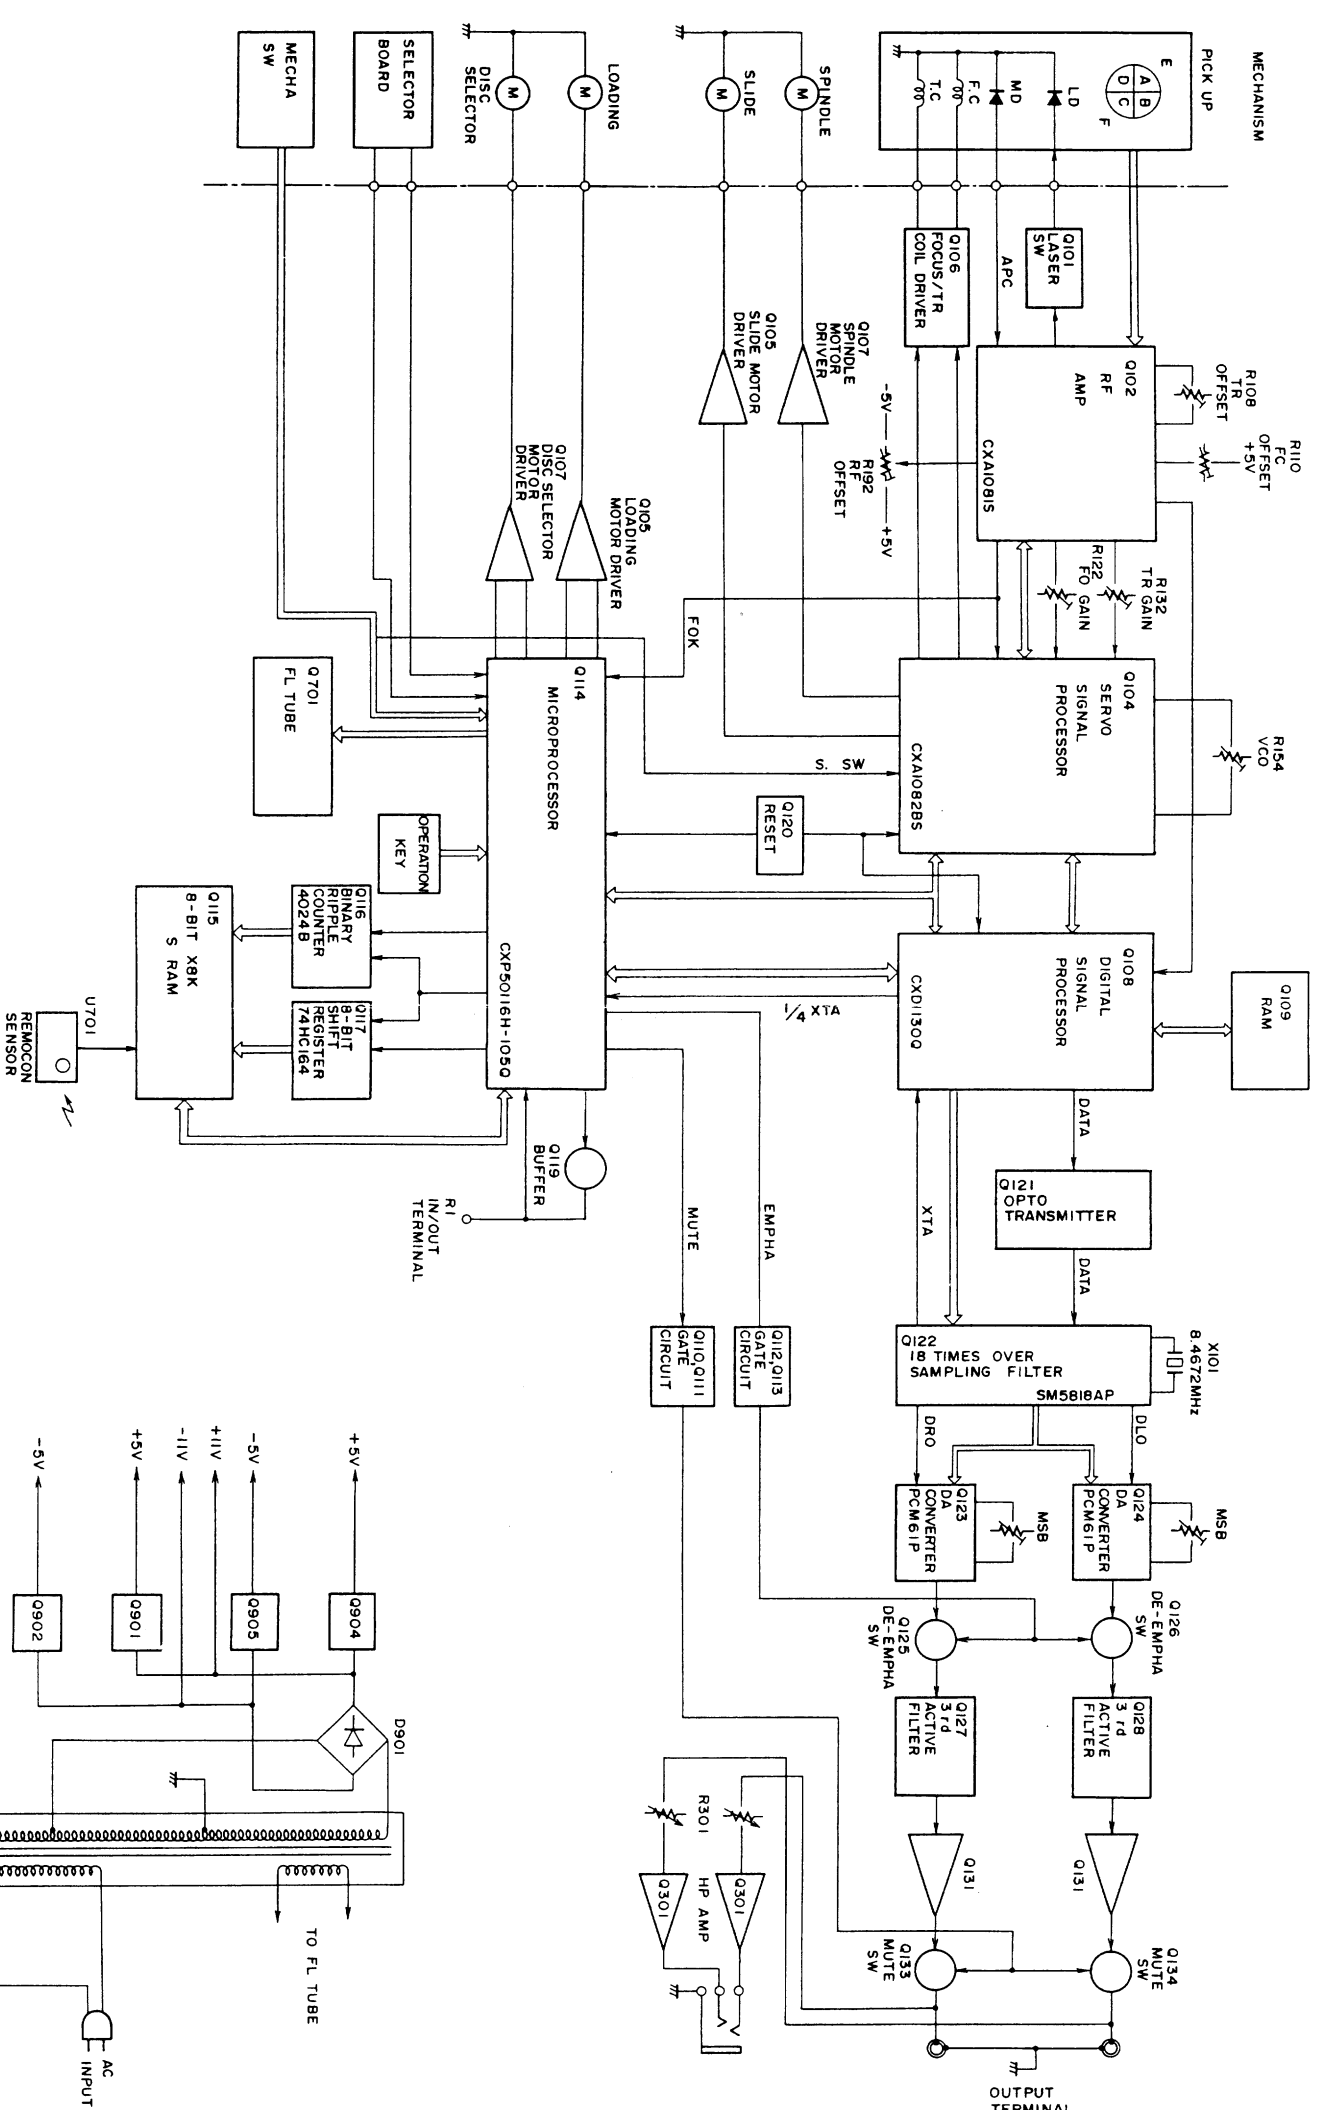 MECHANISM
PICK UP
E
A
B
D
C
F
LD
MD
F.C
T.C
SPINDLE
M
SLIDE
M
LOADING
M
DISC
SELECTOR
M
SELECTOR
BOARD
MECHA
SW
Q101
LASER
SW
APC
Q106
FOCUS/TR
COIL DRIVER
Q107
SPINDLE
MOTOR
DRIVER
Q105
SLIDE MOTOR
DRIVER
R110
FC
OFFSET
+5V
R108
TR
OFFSET
Q102
RF
AMP
CXA1081S
-5V
R192
RF
OFFSET
+5V
Q105
LOADING
MOTOR DRIVER
Q107
DISC SELECTOR
MOTOR
DRIVER
R132
TR GAIN
R122
FO GAIN
FOK
R154
VCO
Q104
SERVO
SIGNAL
PROCESSOR
CXA1082BS
S. SW
Q120
RESET
Q114
MICROPROCESSOR
CXP50116H-105Q
Q701
FL TUBE
OPERATION
KEY
Q116
BINARY
RIPPLE
COUNTER
4024B
Q117
8-BIT
SHIFT
REGISTER
74HC164
Q115
8-BIT X8K
S RAM
U701
REMOCON
SENSOR
Q109
RAM
Q108
DIGITAL
SIGNAL
PROCESSOR
CXD1130Q
1/4 XTA
DATA
XTA
Q121
OPTO
TRANSMITTER
DATA
EMPHA
MUTE
Q119
BUFFER
R1
IN/OUT
TERMINAL
X101
8.4672MHz
Q122
18 TIMES OVER
SAMPLING FILTER
SM5818AP
Q112,Q113
GATE
CIRCUIT
Q110,Q111
GATE
CIRCUIT
DLO
DRO
MSB
Q124
DA
CONVERTER
PCM61P
MSB
Q123
DA
CONVERTER
PCM61P
Q126
DE-EMPHA
SW
Q125
DE-EMPHA
SW
Q128
3 rd
ACTIVE
FILTER
Q127
3 rd
ACTIVE
FILTER
Q131
Q131
R301
HP AMP
Q301
Q301
Q134
MUTE
SW
Q133
MUTE
SW
OUTPUT
TERMINAL
+5V
-5V
+11V
-11V
+5V
-5V
Q904
Q905
Q901
Q902
D901
TO FL TUBE
AC
INPUT